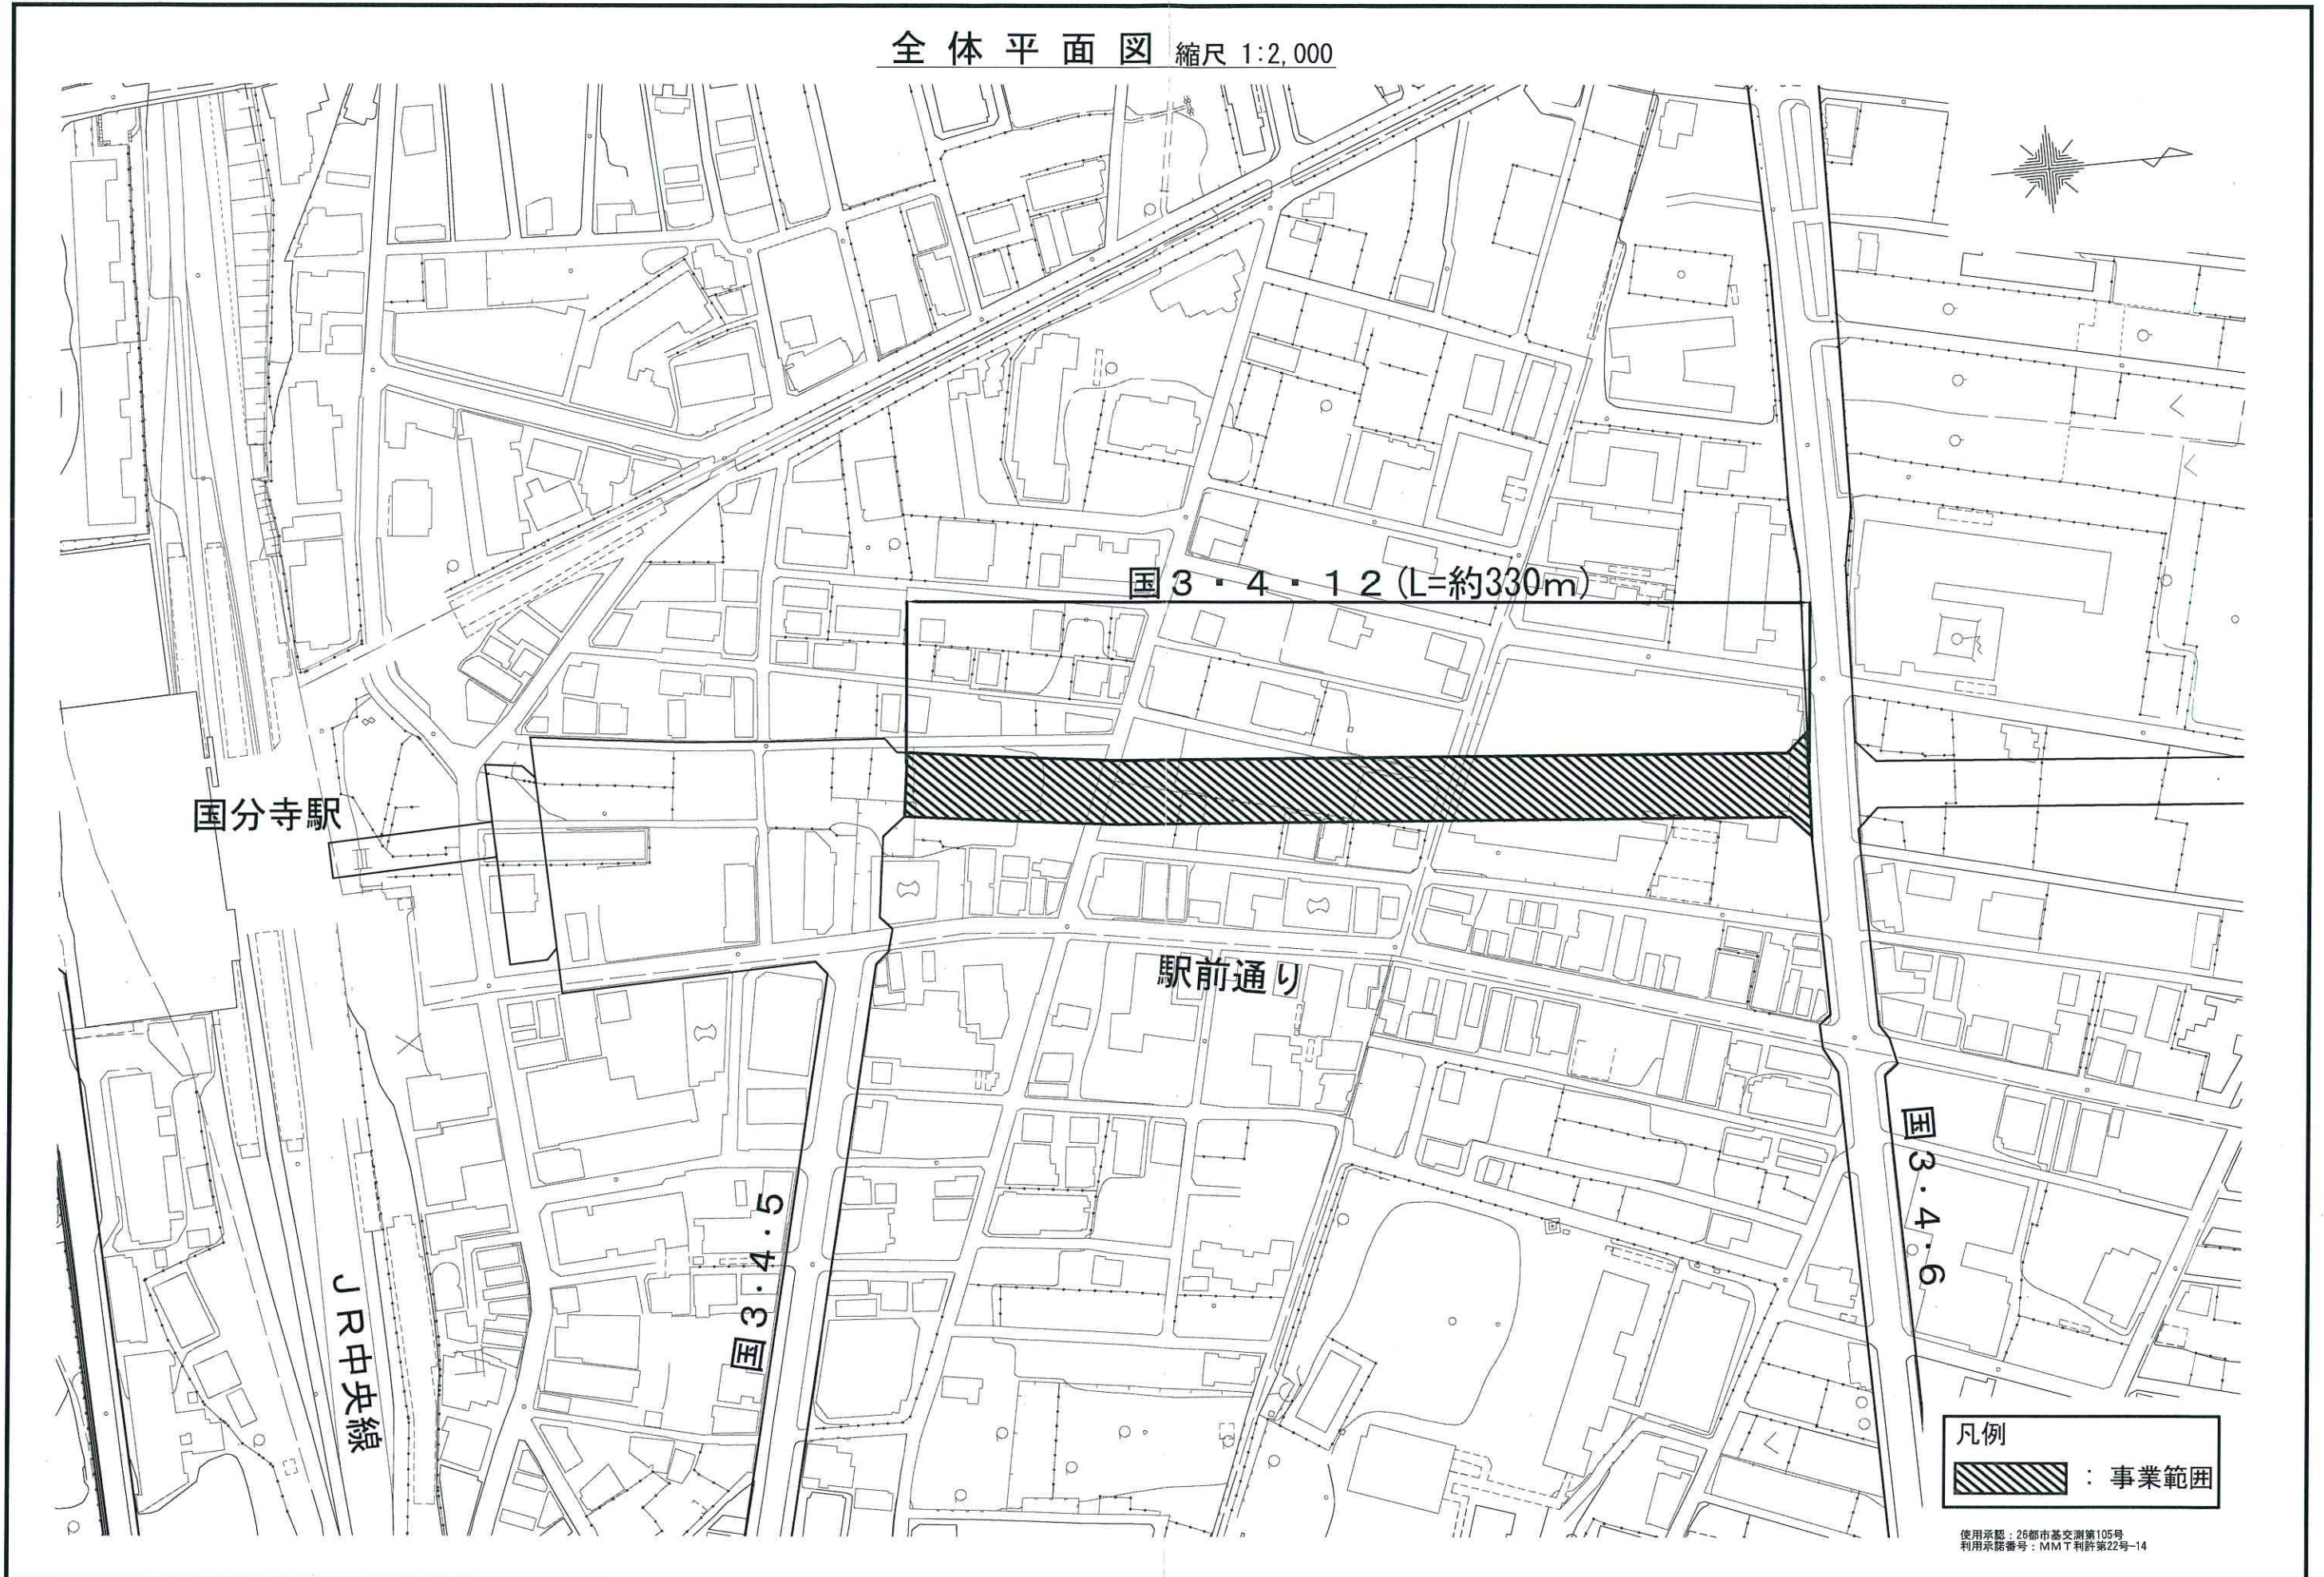 全体平面図 縮尺 1:2,000
国3・4・12(L=約330m)
国分寺駅
駅前通り
国3・4・5
国3・4・6
JR中央線
凡例
：事業範囲
使用承認：26都市基交測第105号
利用承諾番号：MMT利許第22号-14